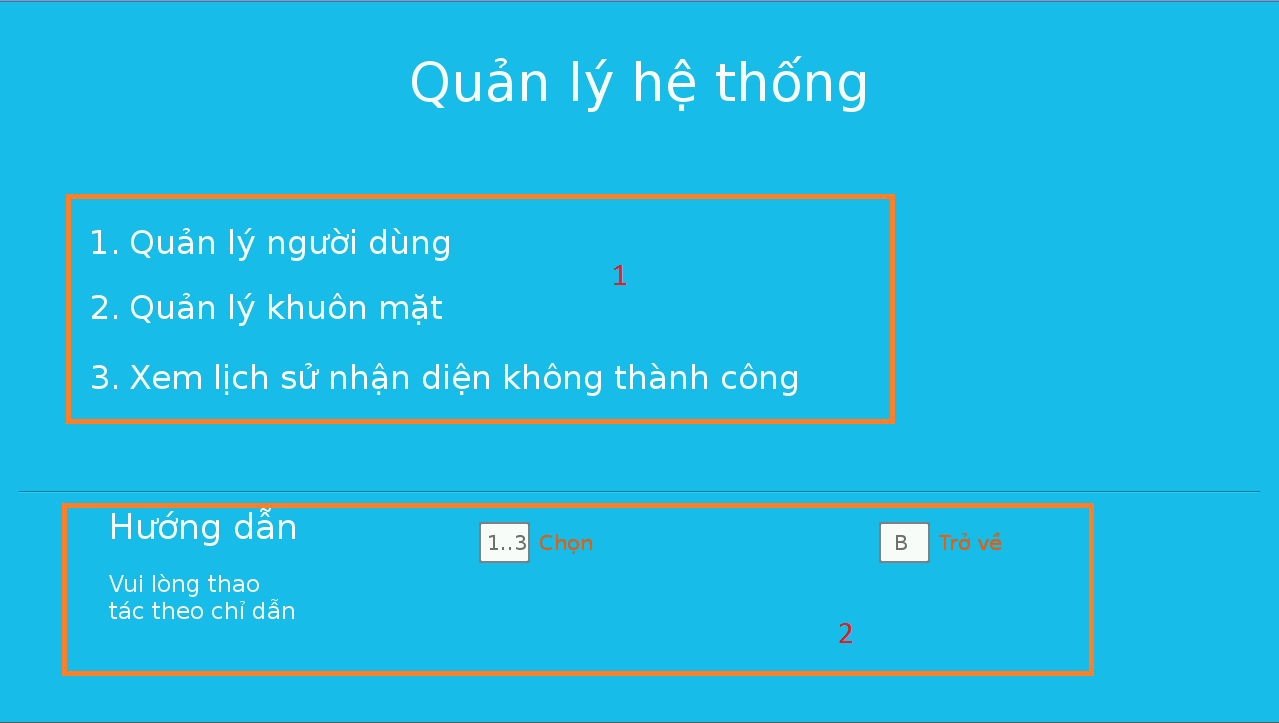 Quản lý hệ thống
1. Quản lý người dùng
1
2. Quản lý khuôn mặt
3. Xem lịch sử nhận diện không thành công
Hướng dẫn
1..3 Chọn
B Trở về
Vui lòng thao
tác theo chỉ dẫn
2